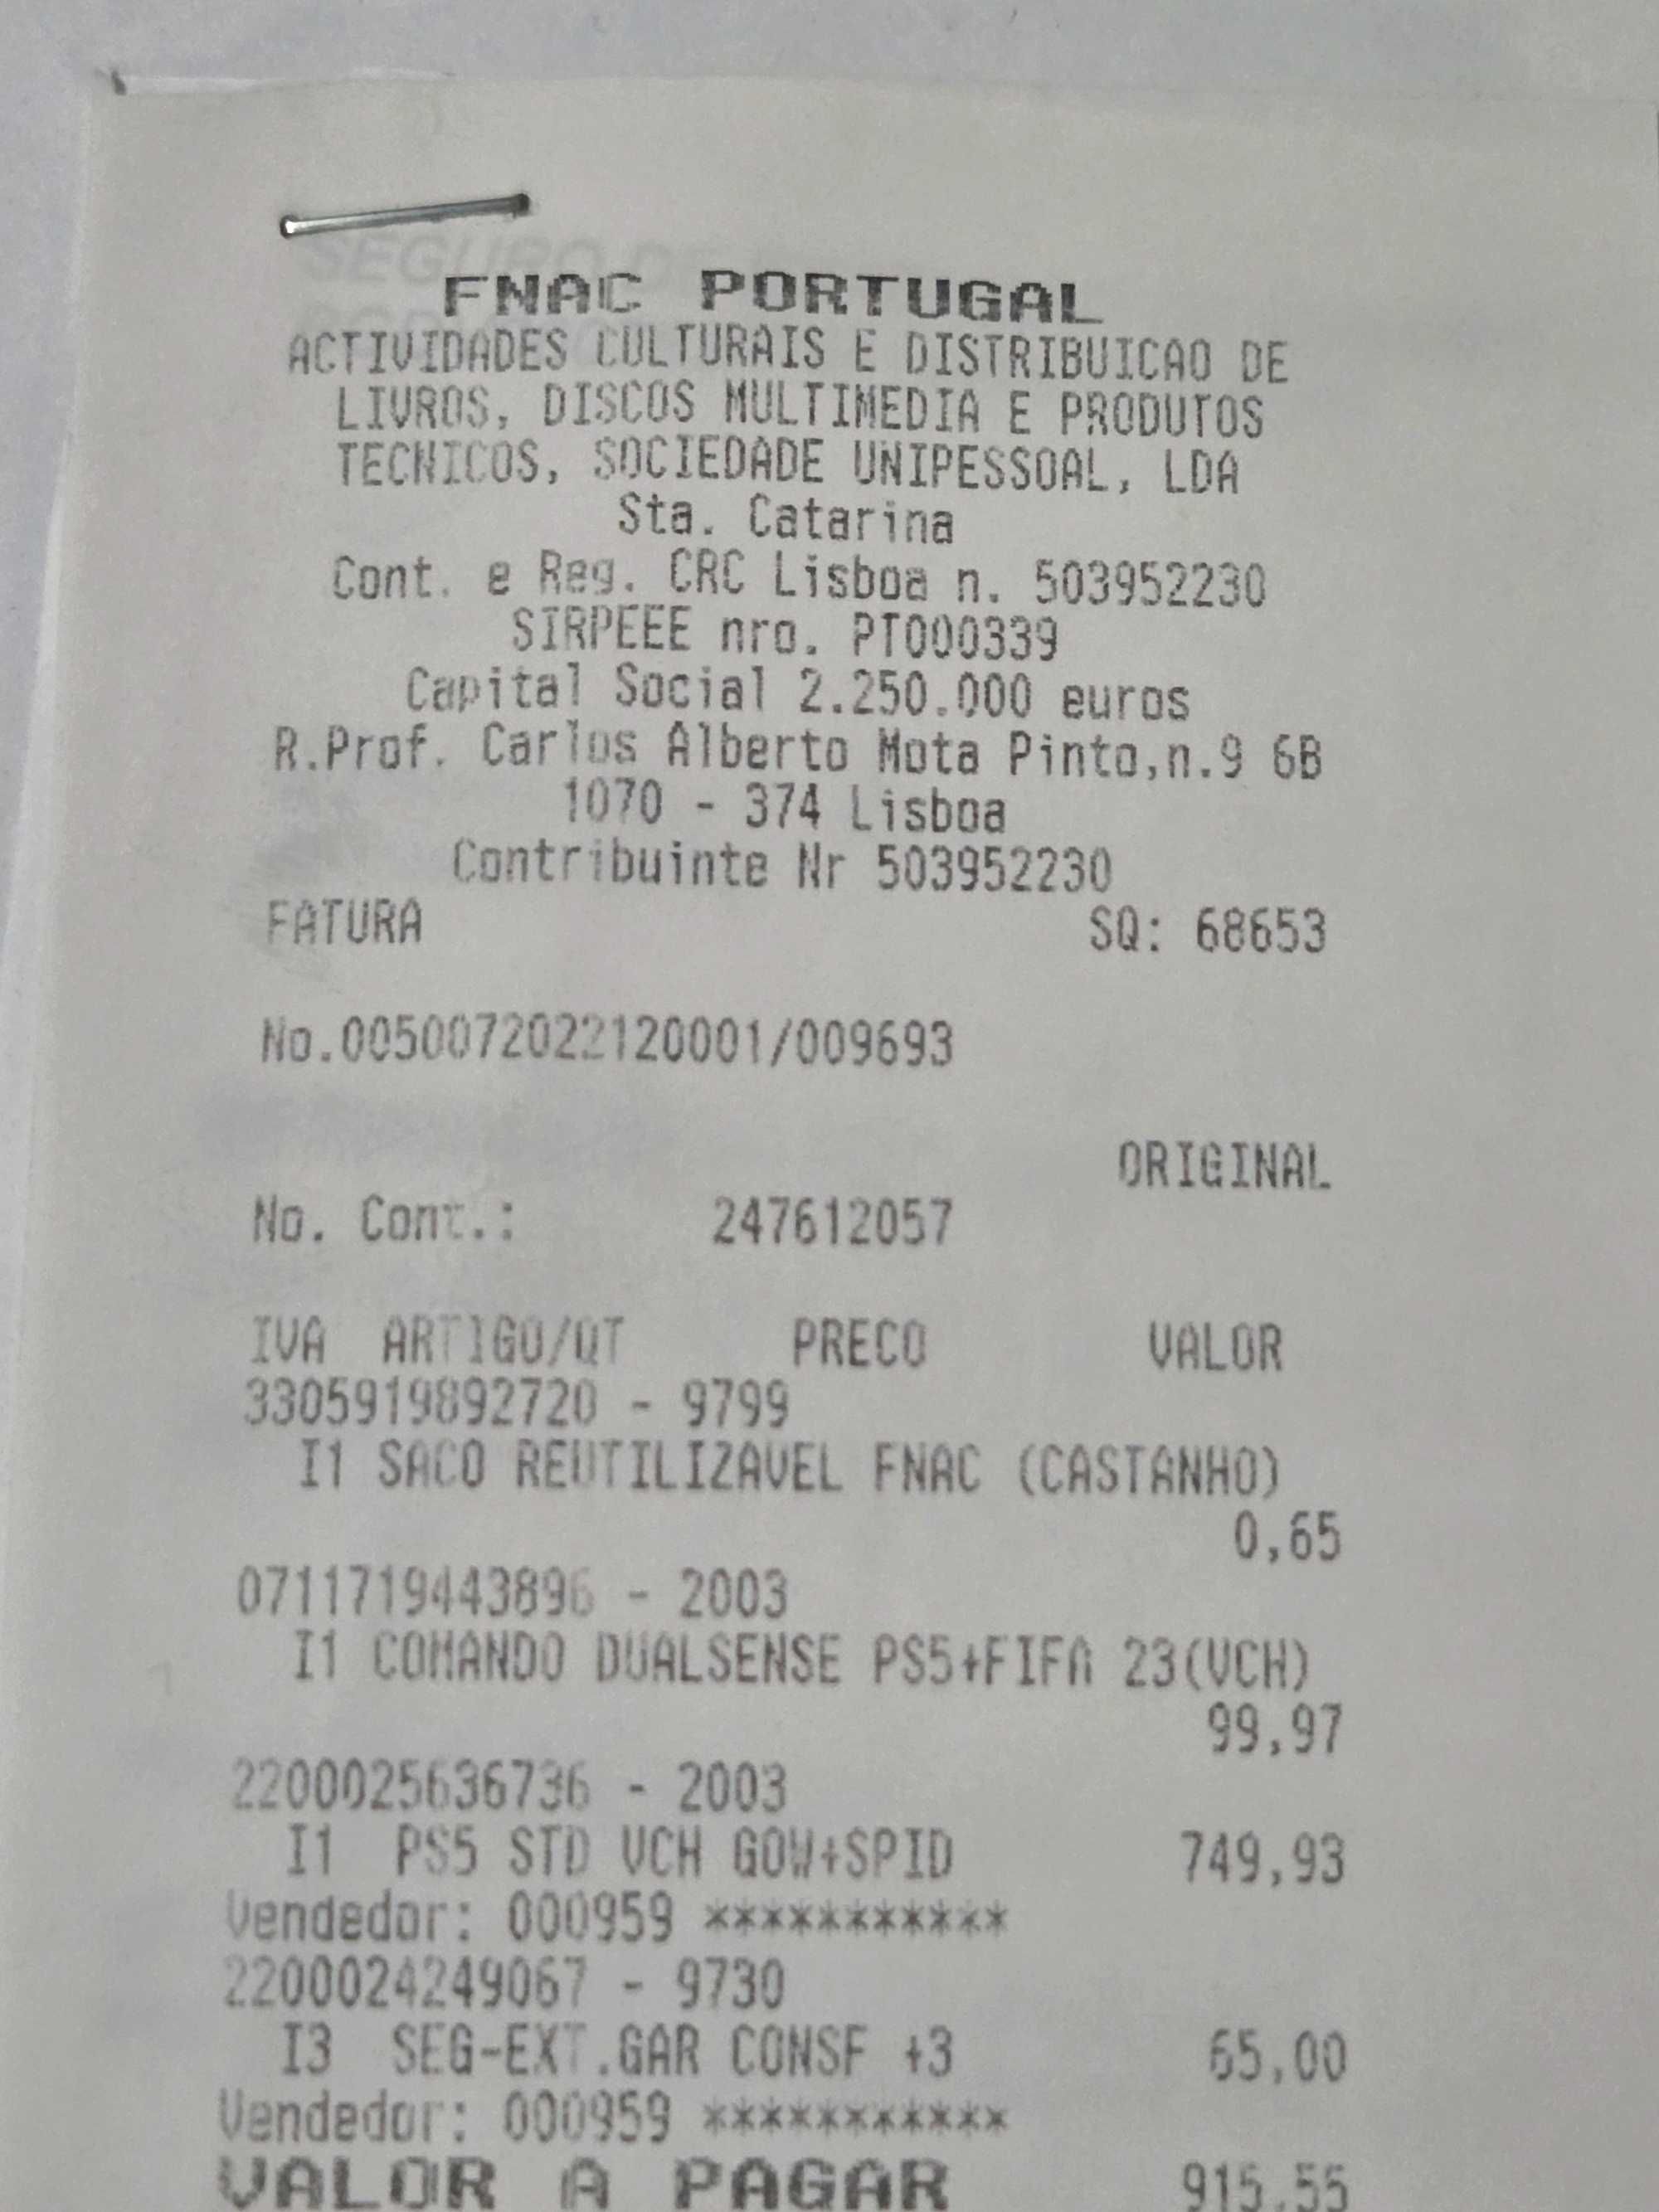 FNAC PORTUGAL
ACTIVIDADES CULTURAIS E DISTRIBUICAO DE
LIVROS, DISCOS MULTIMEDIA E PRODUTOS
TECNICOS, SOCIEDADE UNIPESSOAL, LDA
Sta. Catarina
Cont. e Reg. CRC Lisboa n. 503952230
SIRPEEE nro. PT000339
Capital Social 2.250.000 euros
R.Prof. Carlos Alberto Mota Pinto,n.9 6B
1070 - 374 Lisboa
Contribuinte Nr 503952230
FATURA SQ: 68653
No.0050072022120001/009693
ORIGINAL
No. Cont.: 247612057
IVA ARTIGO/QT PRECO VALOR
3305919892720 - 9799
I1 SACO REUTILIZAVEL FNAC (CASTANHO)
0,65
0711719443896 - 2003
I1 COMANDO DUALSENSE PS5+FIFA 23(VCH)
99,97
2200025636736 - 2003
I1 PS5 STD VCH GOW+SPID 749,93
Vendedor: 000959 ***********
2200024249067 - 9730
I3 SEG-EXT.GAR CONSF +3 65,00
Vendedor: 000959 ***********
VALOR A PAGAR 915,55